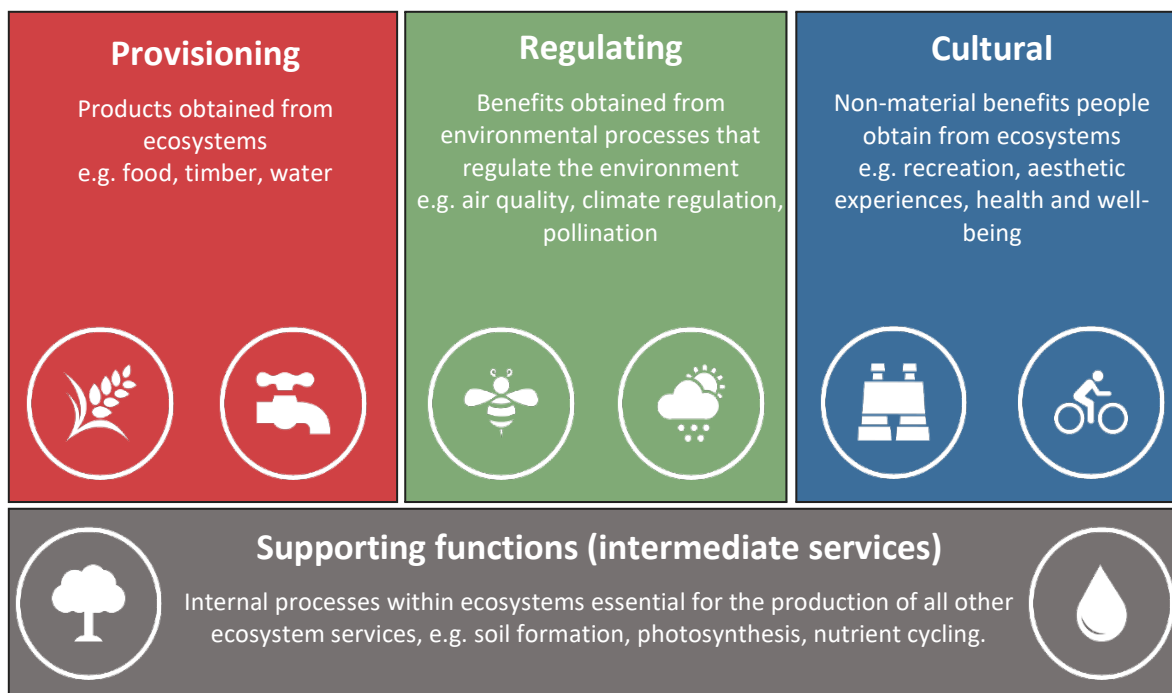 Provisioning
Products obtained from
ecosystems
e.g. food, timber, water
Regulating
Benefits obtained from
environmental processes that
regulate the environment
e.g. air quality, climate regulation,
pollination
Cultural
Non-material benefits people
obtain from ecosystems
e.g. recreation, aesthetic
experiences, health and well-
being
Supporting functions (intermediate services)
Internal processes within ecosystems essential for the production of all other
ecosystem services, e.g. soil formation, photosynthesis, nutrient cycling.